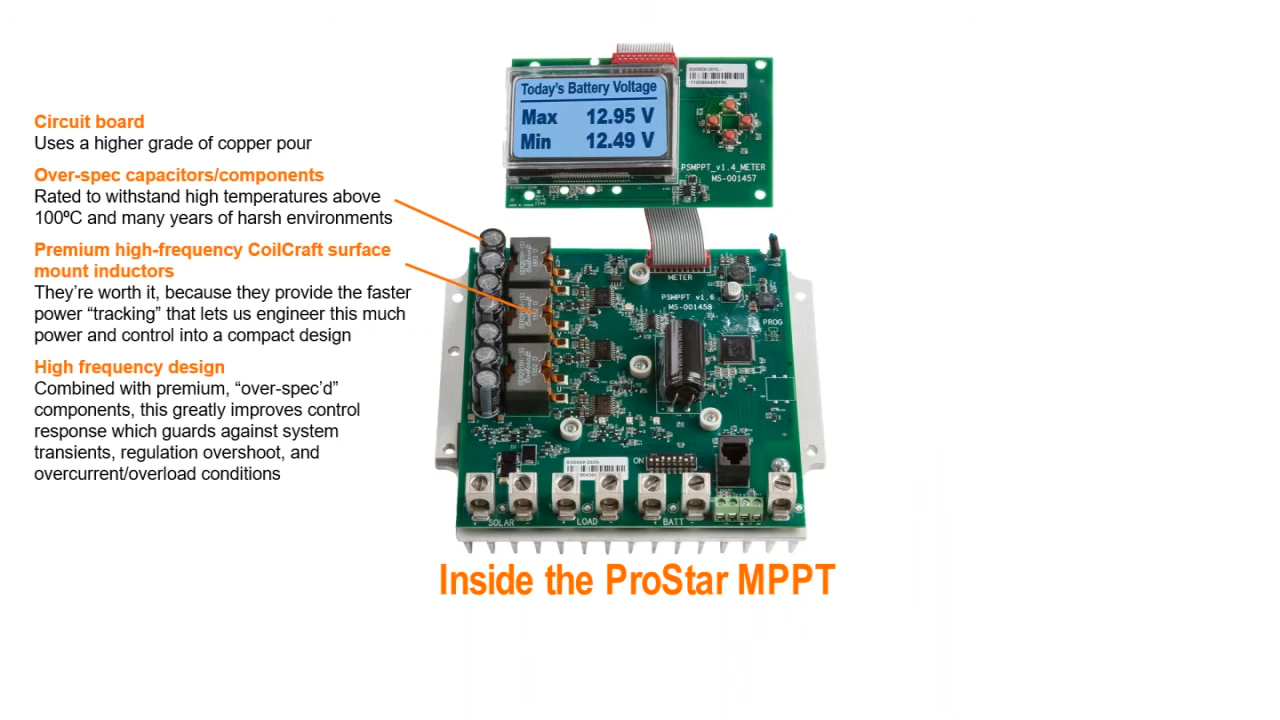 Today's Battery Voltage
Max 12.95 V
Min 12.49 V
PSMPPT_v1.4_METER
MS-001457
Circuit board
Uses a higher grade of copper pour
Over-spec capacitors/components
Rated to withstand high temperatures above
100ºC and many years of harsh environments
Premium high-frequency CoilCraft surface
mount inductors
They're worth it, because they provide the faster
power “tracking” that lets us engineer this much
power and control into a compact design
High frequency design
Combined with premium, “over-spec'd”
components, this greatly improves control
response which guards against system
transients, regulation overshoot, and
overcurrent/overload conditions
METER
PSMPPT v1.6
MS-001458
PROG
W
V
U
ON
+ SOLAR -
+ LOAD -
+ BATT -
Inside the ProStar MPPT